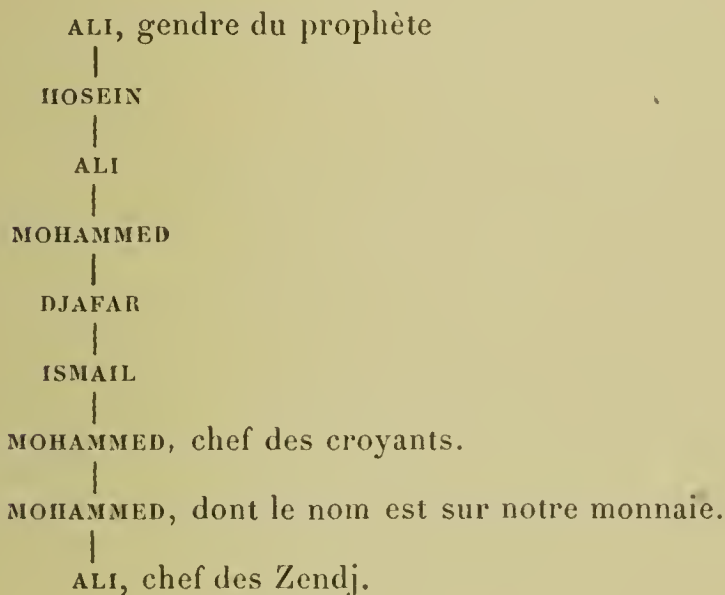 ALI, gendre du prophète
HOSEIN
ALI
MOHAMMED
DJAFAR
ISMAIL
MOHAMMED, chef des croyants.
MOHAMMED, dont le nom est sur notre monnaie.
ALI, chef des Zendj.